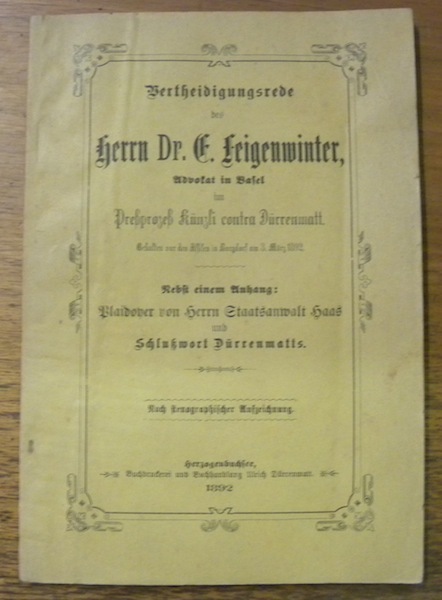 Vertheidigungsrede
des
Herrn Dr. E. Feigenwinter,
Advokat in Basel
im
Preßprozeß Künzli contra Dürrenmatt.
Gehalten vor den Assisen in Burgdorf am 3. März 1892.
Nebst einem Anhang:
Plaidoyer von Herrn Staatsanwalt Haas
und
Schlußwort Dürrenmatts.
Nach stenographischer Aufzeichnung.
Herzogenbuchsee,
Buchdruckerei und Buchhandlung Ulrich Dürrenmatt.
1892